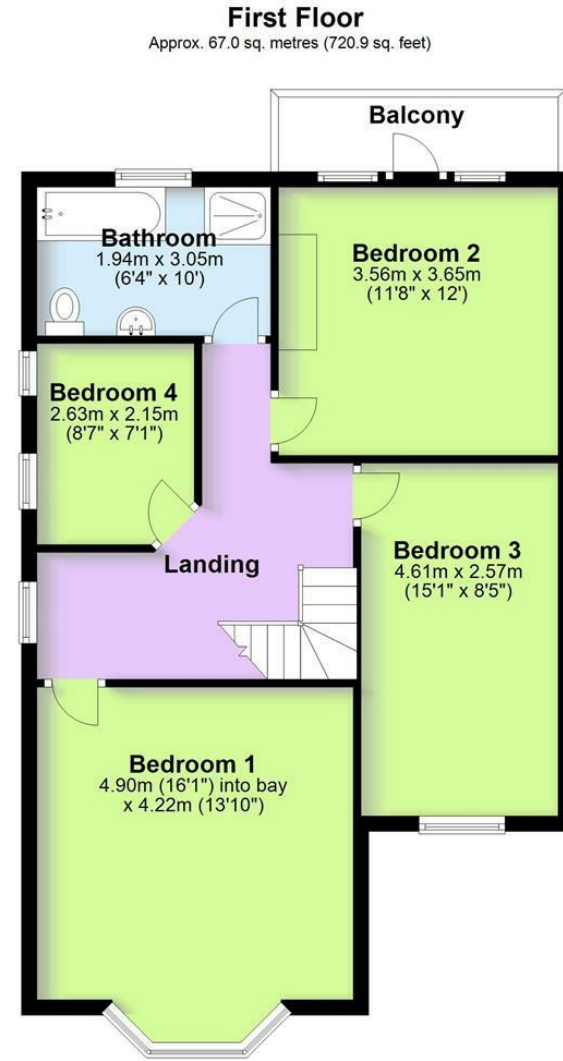 First Floor
Approx. 67.0 sq. metres (720.9 sq. feet)
Balcony
Bathroom
1.94m x 3.05m
(6'4" x 10')
Bedroom 2
3.56m x 3.65m
(11'8" x 12')
Bedroom 4
2.63m x 2.15m
(8'7" x 7'1")
Landing
Bedroom 3
4.61m x 2.57m
(15'1" x 8'5")
Bedroom 1
4.90m (16'1") into bay
x 4.22m (13'10")